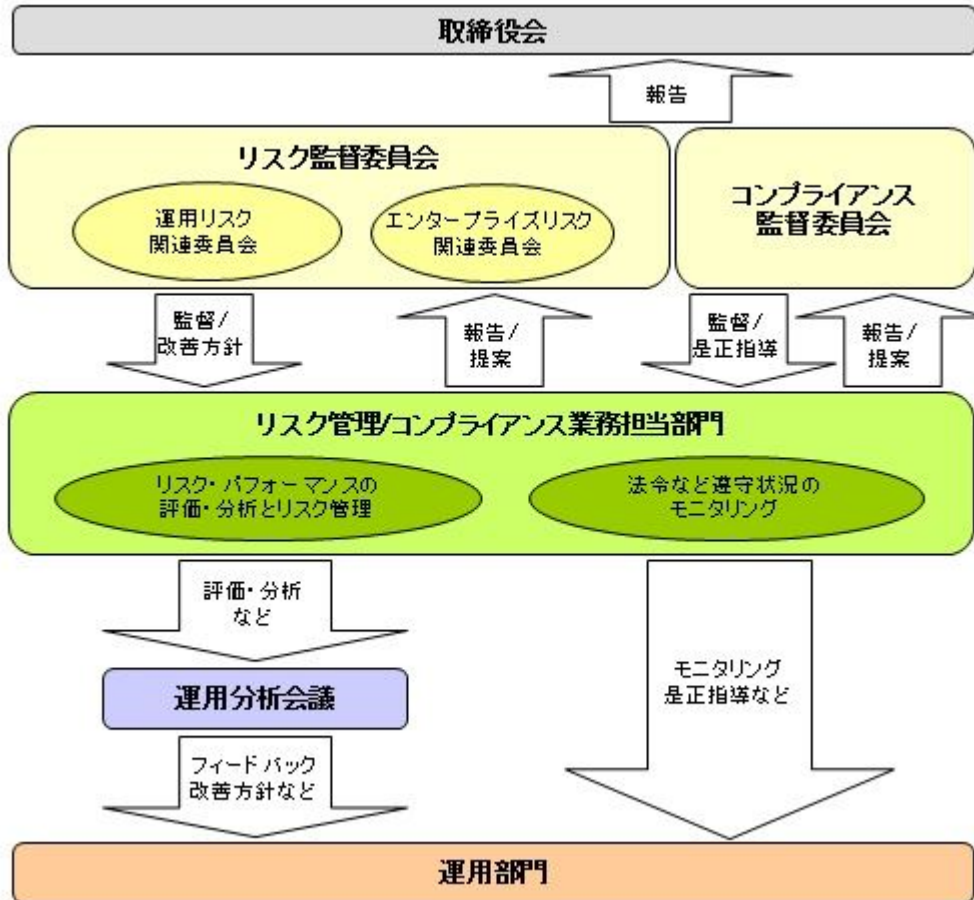 取締役会
報告
リスク監督委員会
運用リスク
関連委員会
エンタープライズリスク
関連委員会
コンプライアンス
監督委員会
監督/
改善方針
報告/
提案
監督/
是正指導
報告/
提案
リスク管理/コンプライアンス業務担当部門
リスク・パフォーマンスの
評価・分析とリスク管理
法令など遵守状況の
モニタリング
評価・分析
など
運用分析会議
モニタリング
是正指導など
フィードバック
改善方針など
運用部門